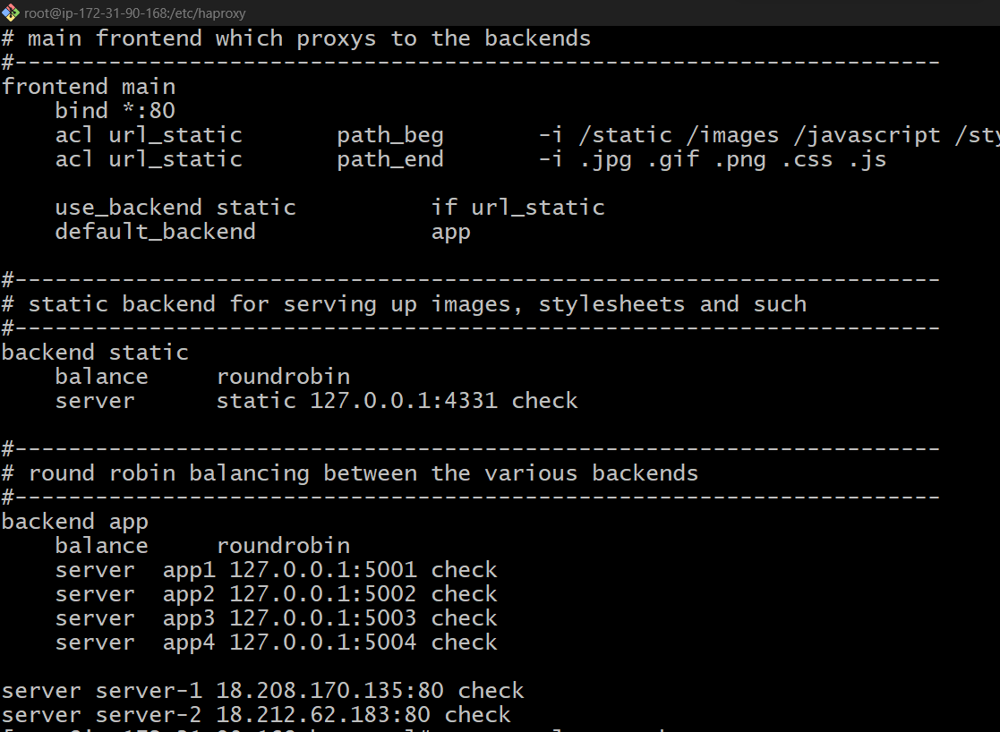 root@ip-172-31-90-168:/etc/haproxy
# main frontend which proxys to the backends
#---------------------------------------------------------------------
frontend main
    bind *:80
    acl url_static       path_beg       -i /static /images /javascript /sty
    acl url_static       path_end       -i .jpg .gif .png .css .js

    use_backend static          if url_static
    default_backend             app

#---------------------------------------------------------------------
# static backend for serving up images, stylesheets and such
#---------------------------------------------------------------------
backend static
    balance     roundrobin
    server      static 127.0.0.1:4331 check

#---------------------------------------------------------------------
# round robin balancing between the various backends
#---------------------------------------------------------------------
backend app
    balance     roundrobin
    server  app1 127.0.0.1:5001 check
    server  app2 127.0.0.1:5002 check
    server  app3 127.0.0.1:5003 check
    server  app4 127.0.0.1:5004 check

server server-1 18.208.170.135:80 check
server server-2 18.212.62.183:80 check